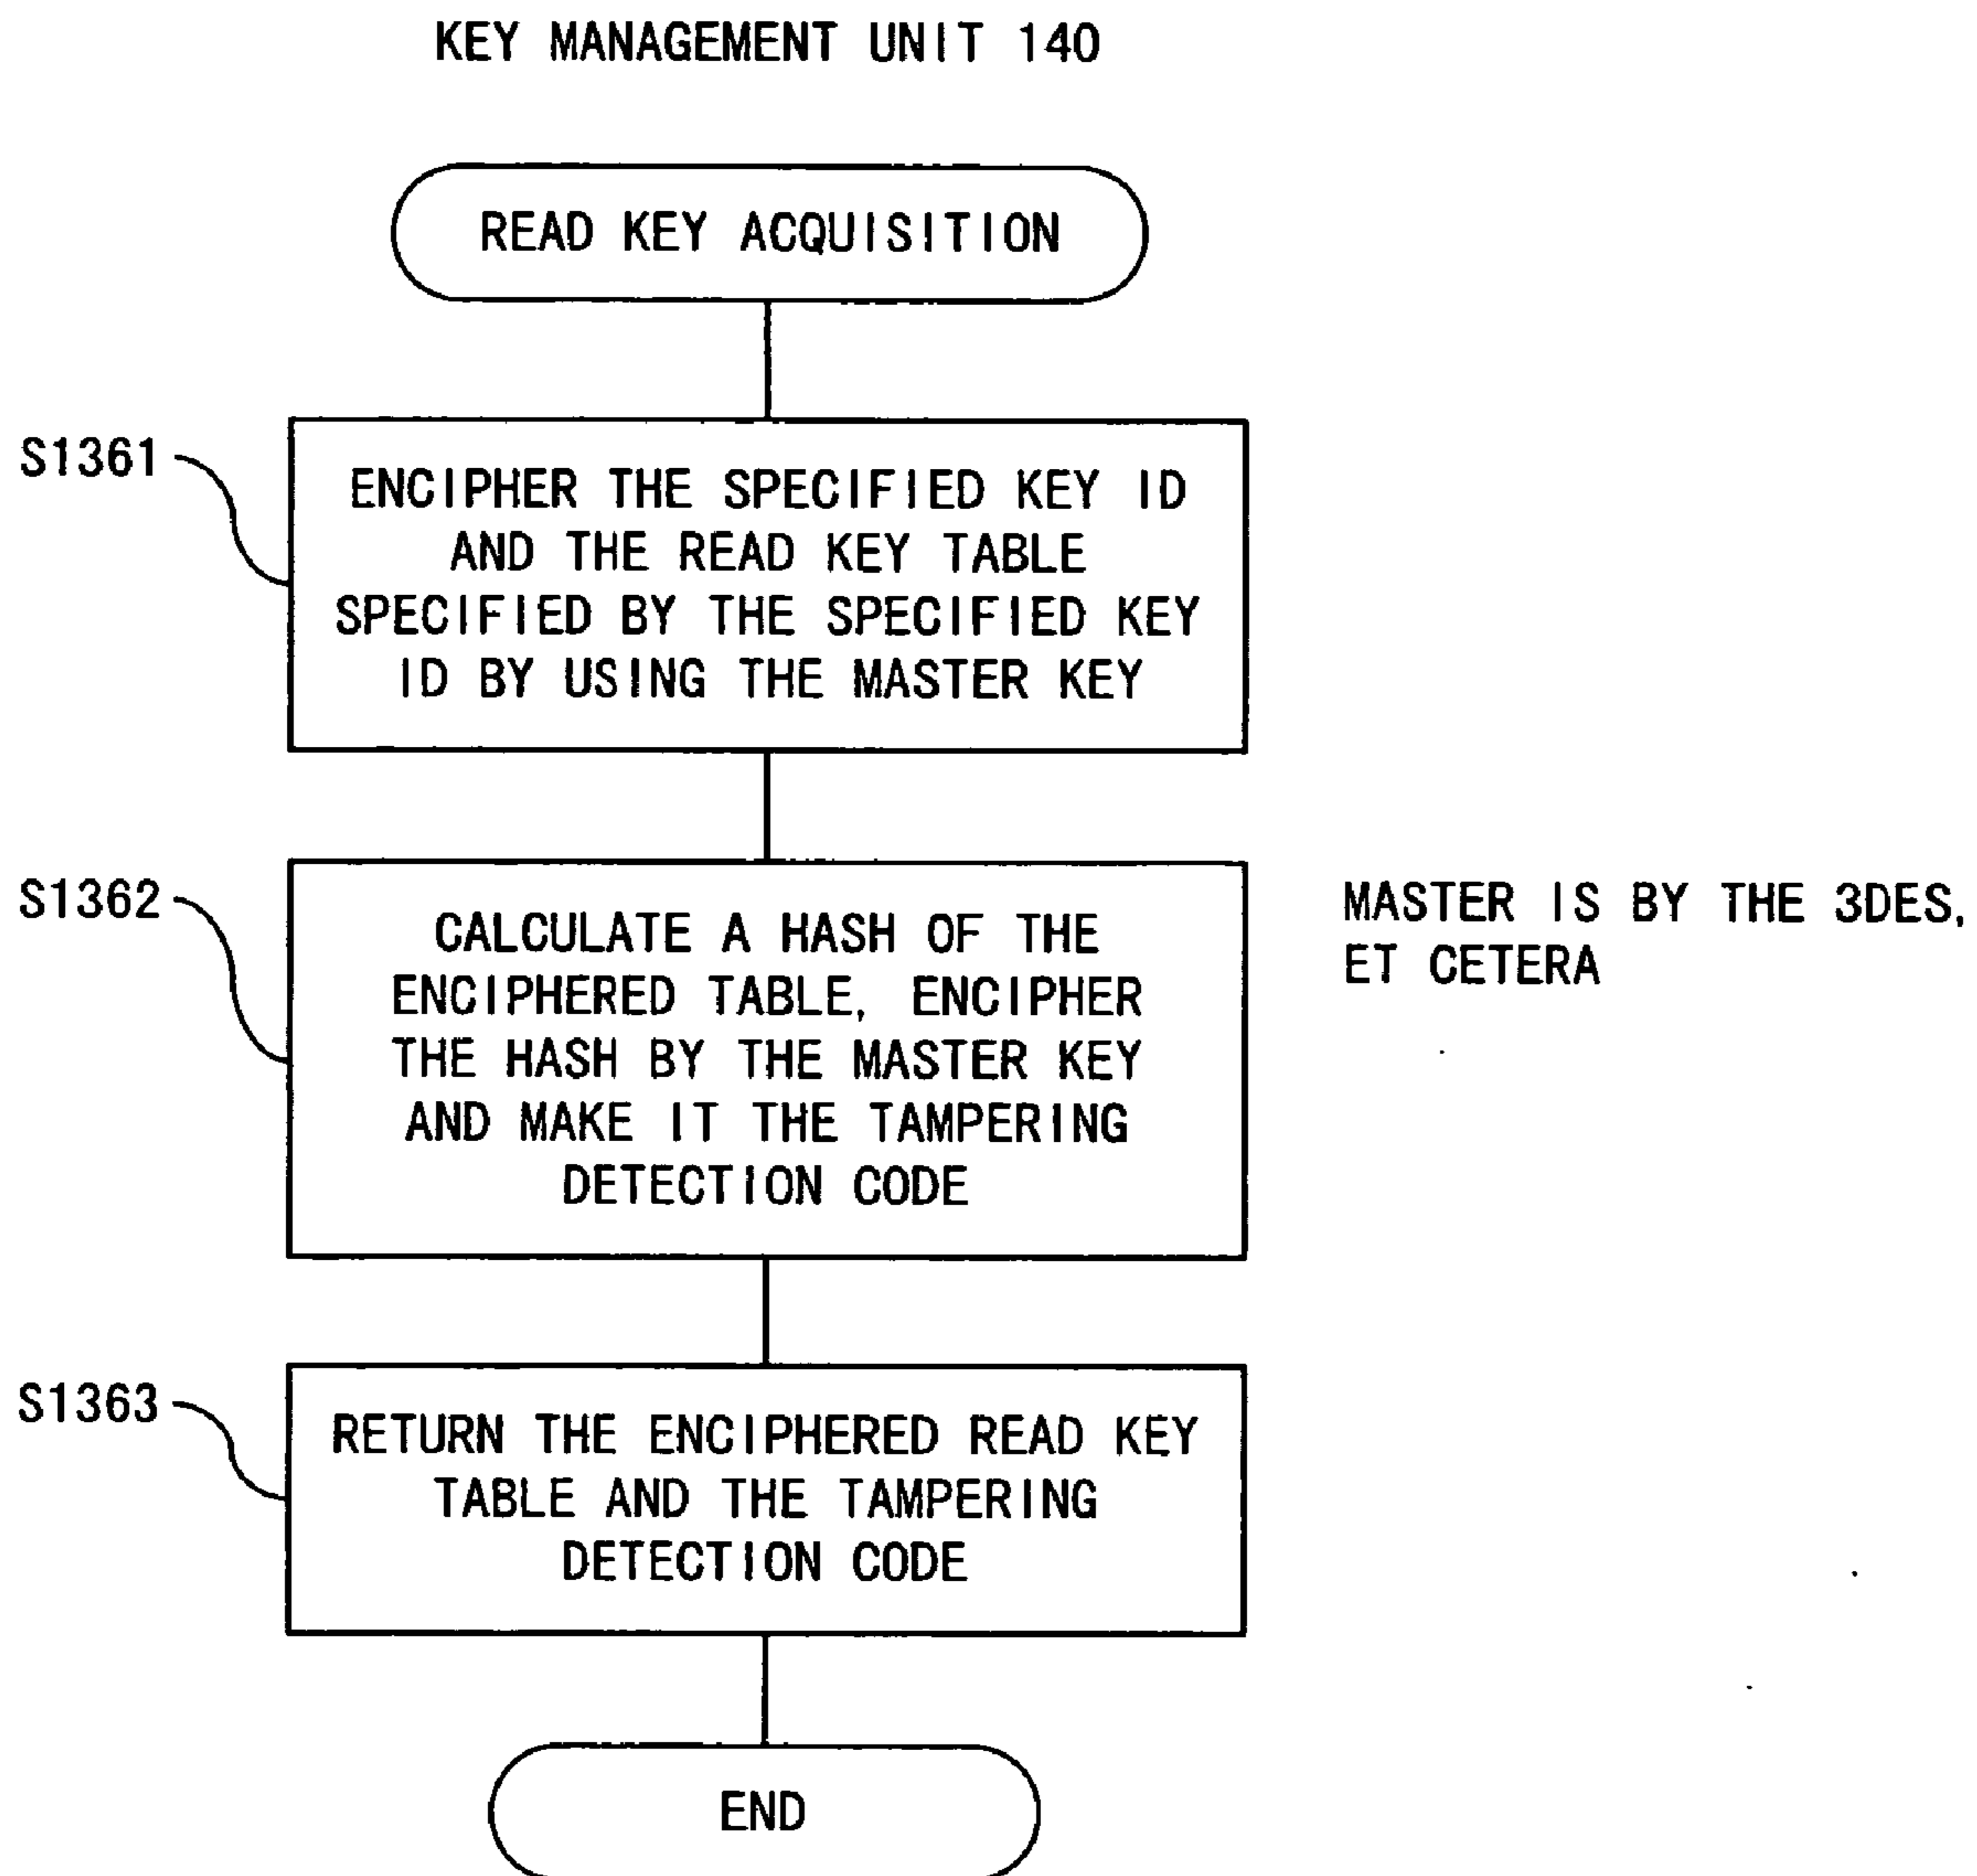 KEY MANAGEMENT UNIT 140
READ KEY ACQUISITION
S1361
ENCIPHER THE SPECIFIED KEY ID
AND THE READ KEY TABLE
SPECIFIED BY THE SPECIFIED KEY
ID BY USING THE MASTER KEY
S1362
CALCULATE A HASH OF THE
ENCIPHERED TABLE, ENCIPHER
THE HASH BY THE MASTER KEY
AND MAKE IT THE TAMPERING
DETECTION CODE
MASTER IS BY THE 3DES,
ET CETERA
S1363
RETURN THE ENCIPHERED READ KEY
TABLE AND THE TAMPERING
DETECTION CODE
END